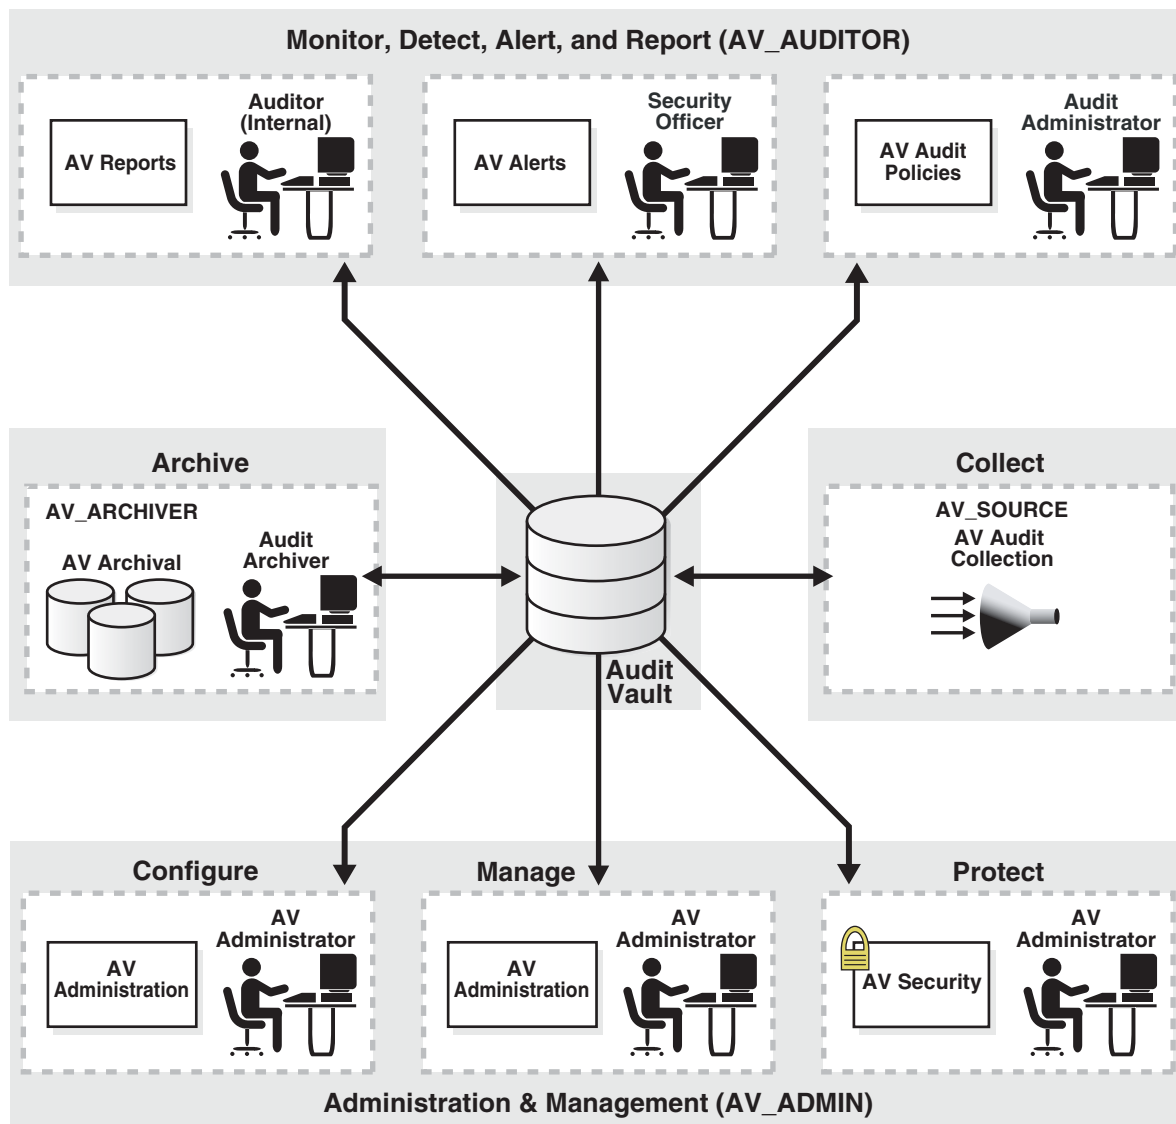 Monitor, Detect, Alert, and Report (AV_AUDITOR)
AV Reports
Auditor
(Internal)
AV Alerts
Security
Officer
AV Audit
Policies
Audit
Administrator
Archive
AV_ARCHIVER
AV Archival
Audit
Archiver
Audit
Vault
Collect
AV_SOURCE
AV Audit
Collection
Configure
AV
Administration
AV
Administrator
Manage
AV
Administration
AV
Administrator
Protect
AV Security
AV
Administrator
Administration & Management (AV_ADMIN)